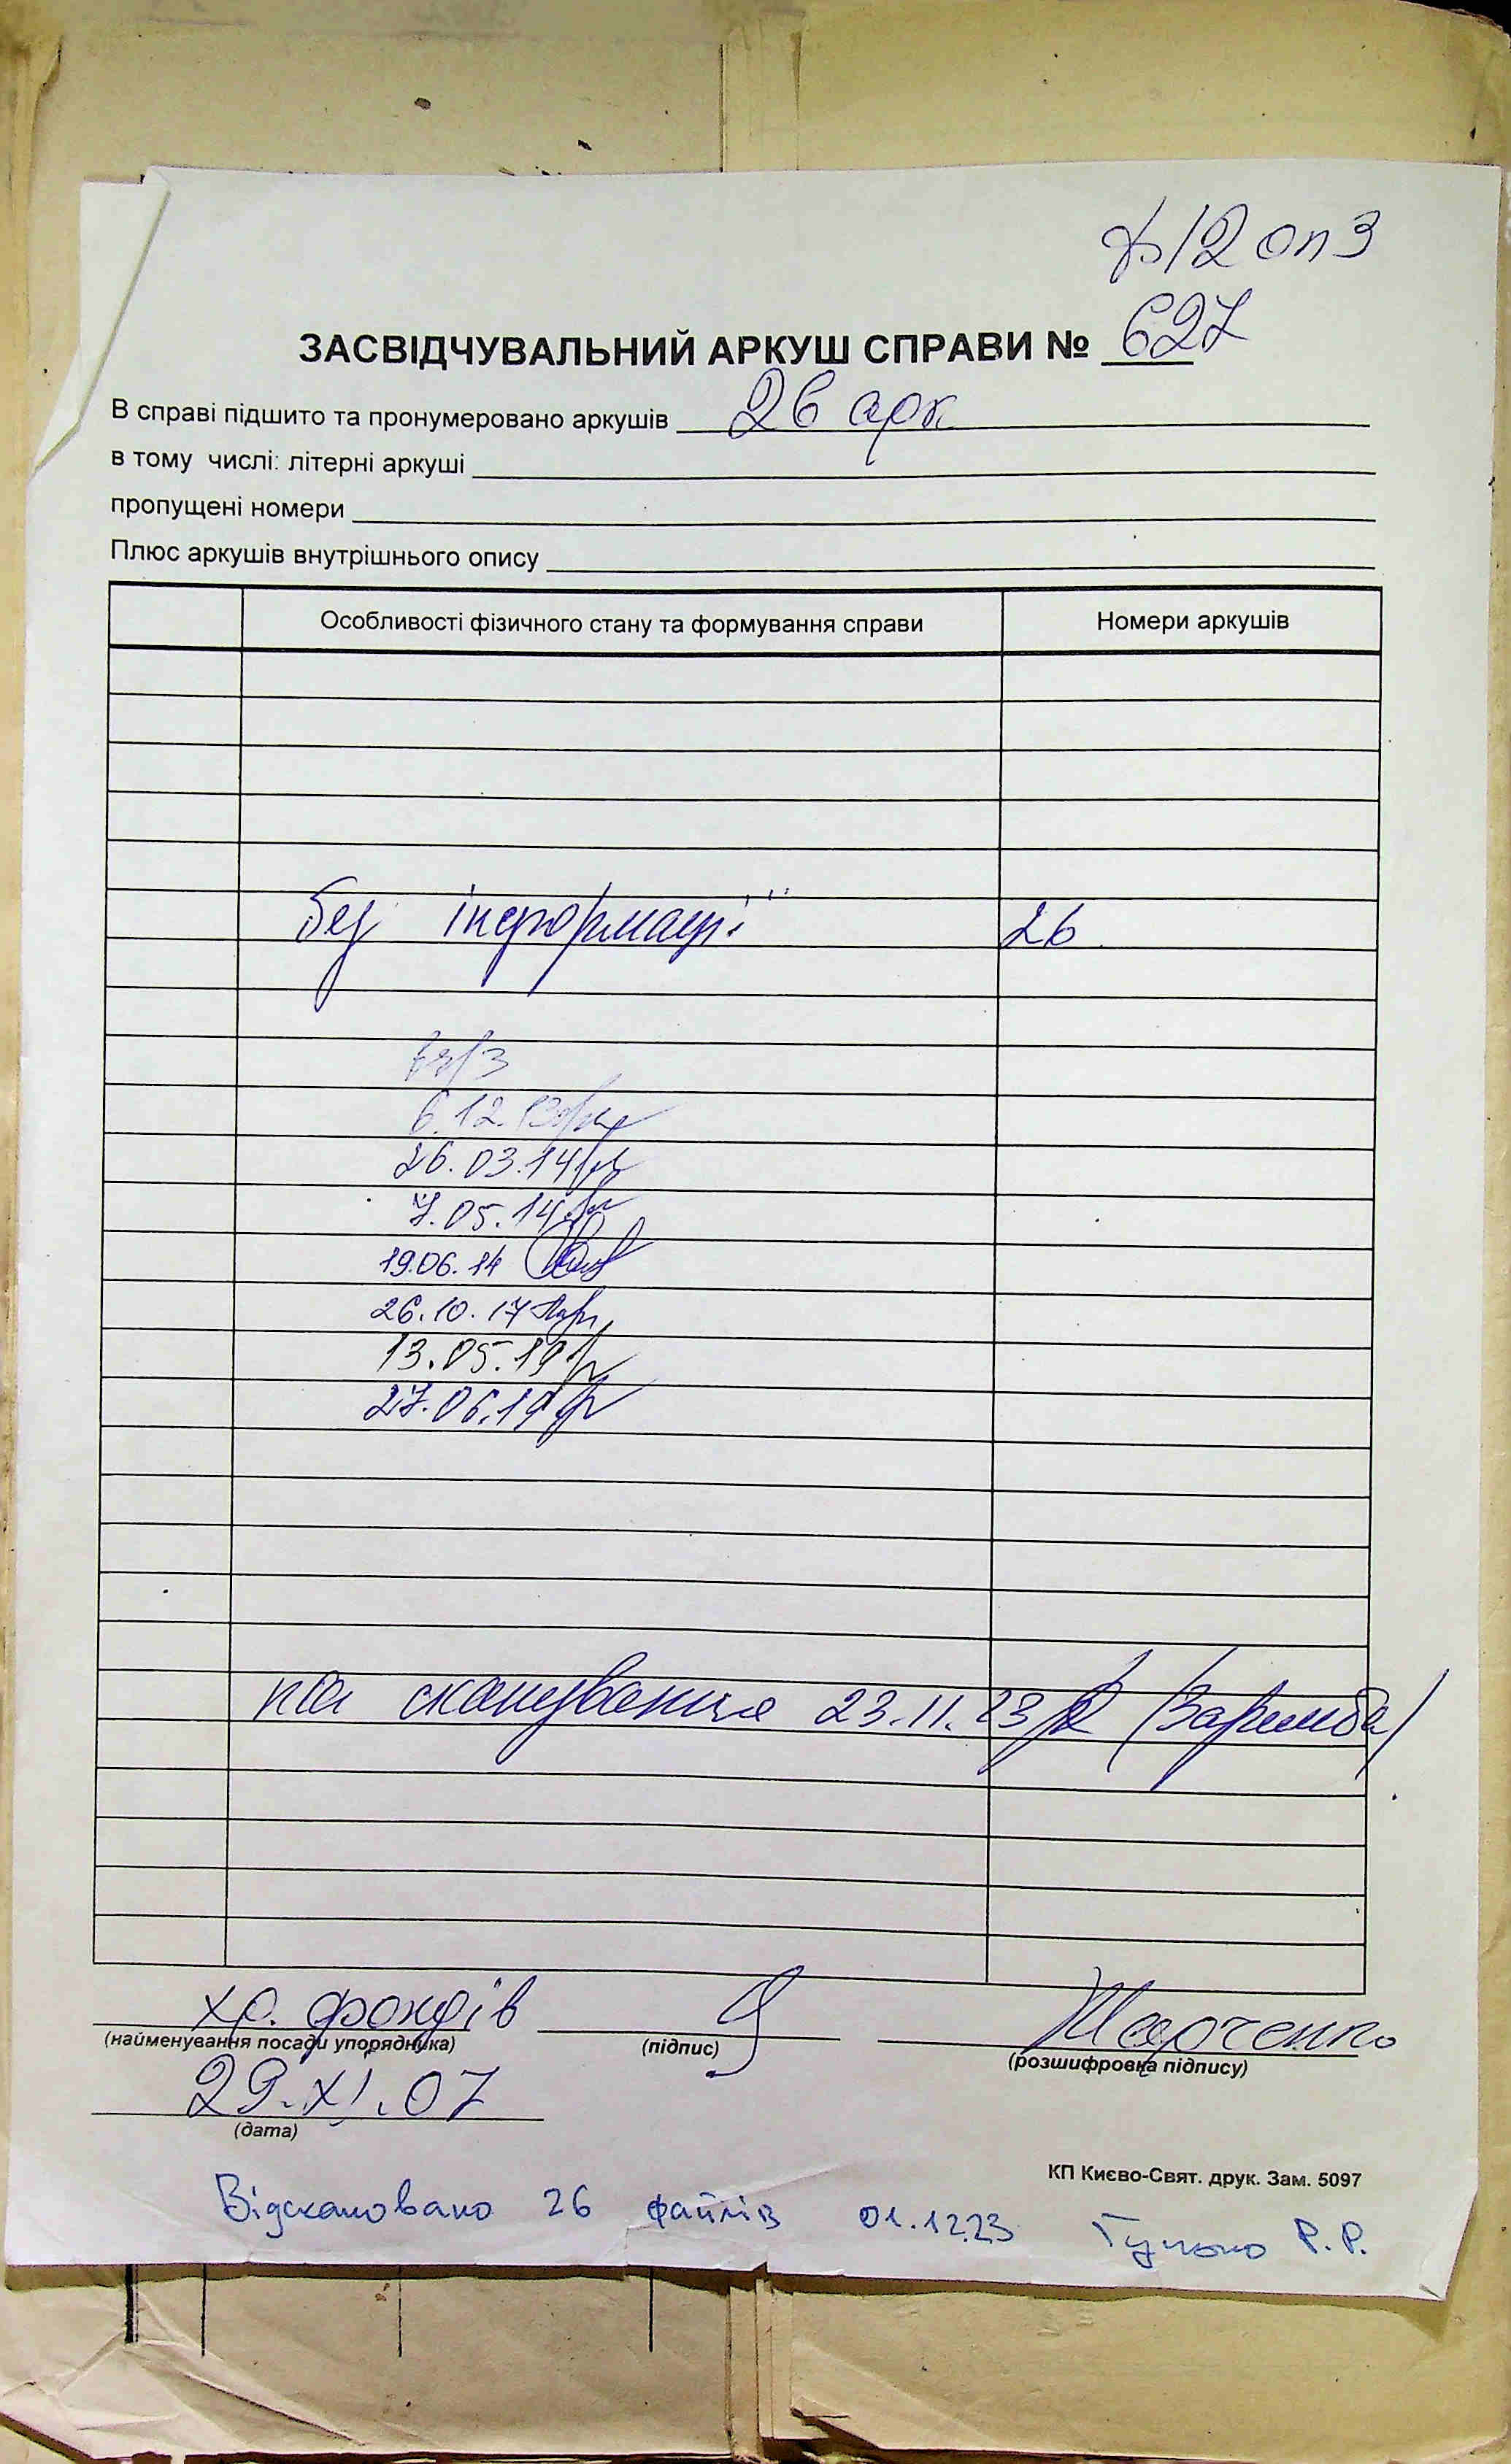 ф12 оп3
ЗАСВІДЧУВАЛЬНИЙ АРКУШ СПРАВИ № 627
В справі підшито та пронумеровано аркушів 26 арк
в тому числі: літерні аркуші
пропущені номери
Плюс аркушів внутрішнього опису
Особливості фізичного стану та формування справи Номери аркушів
без інформації 26
6.12.13
26.03.14
7.05.14
19.06.14
26.10.17
13.05.19
27.06.19
на сканування 23.11.23
хр. фондів
(найменування посади упорядника) (підпис) (розшифровка підпису)
29.XI.07
(дата)
КП Києво-Свят. друк. Зам. 5097
Відскановано 26 файлів 01.12.23 Р.Р.